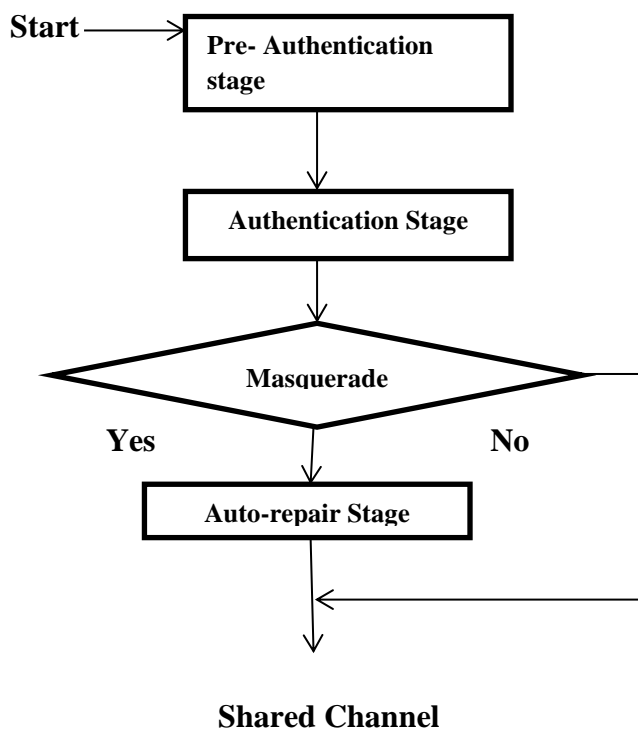 Start
Pre- Authentication
stage
Authentication Stage
Masquerade
Yes
No
Auto-repair Stage
Shared Channel